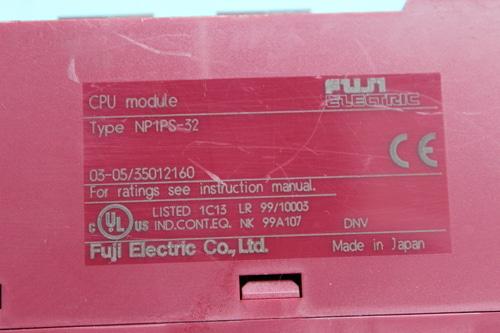 FUJI
ELECTRIC
CPU module
Type NP1PS-32
CE
03-05/35012160
For ratings see instruction manual.
C UL US LISTED 1C13 LR 99/10003
IND.CONT.EQ. NK 99A107 DNV
Fuji Electric Co., Ltd. Made in Japan